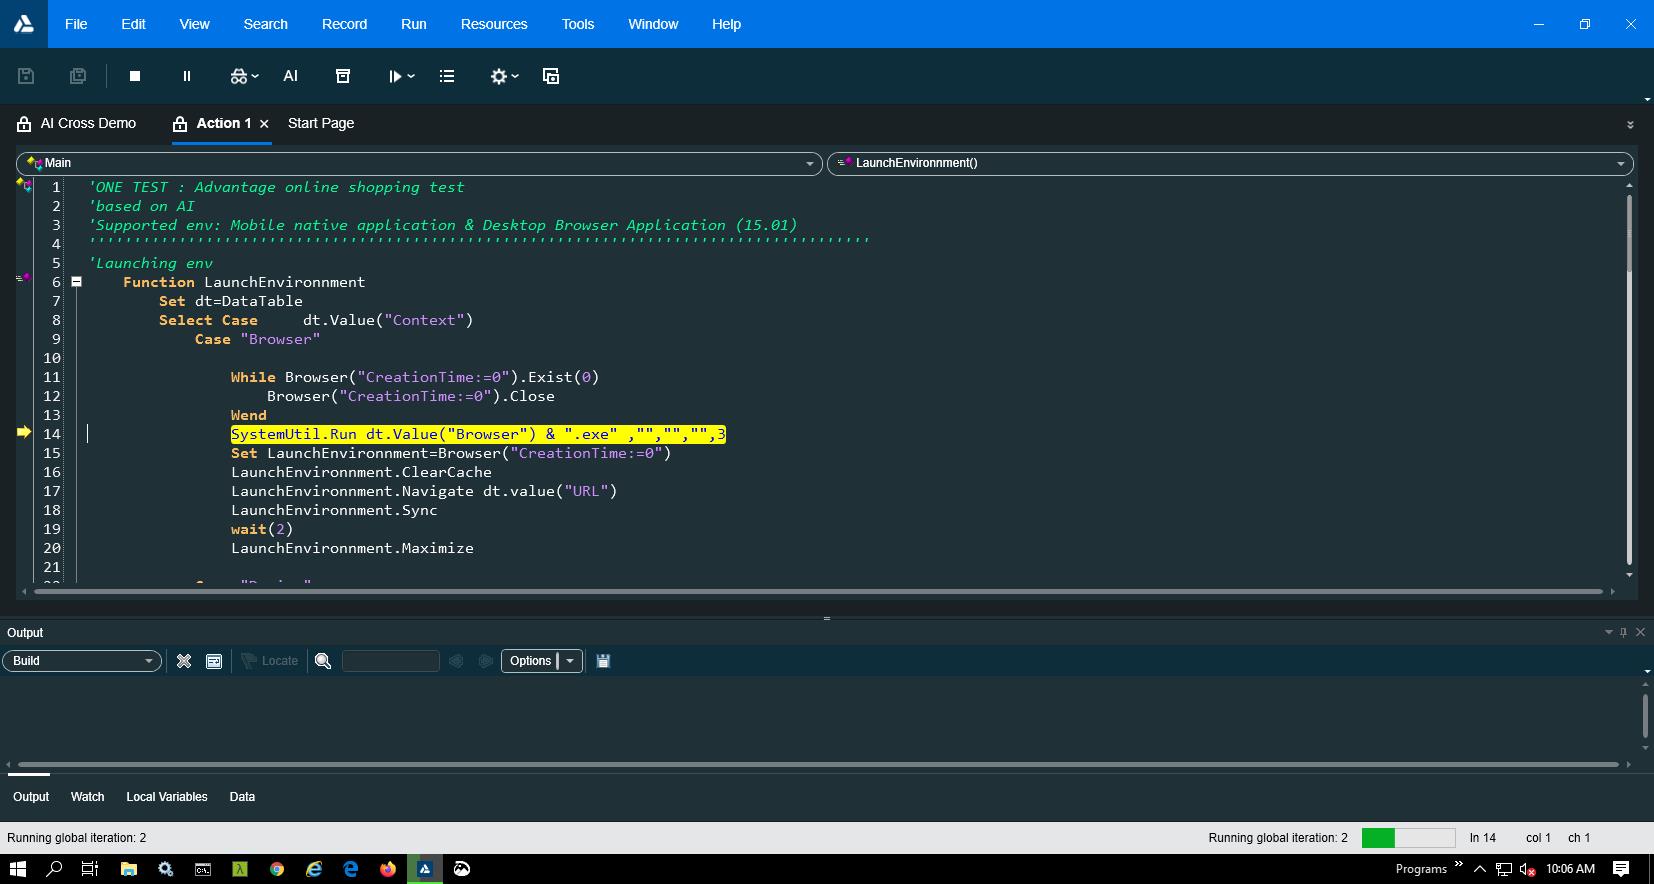 File Edit View Search Record Run Resources Tools Window Help
AI
AI Cross Demo Action 1 Start Page
Main LaunchEnvironnment()
1 'ONE TEST : Advantage online shopping test
2 'based on AI
3 'Supported env: Mobile native application & Desktop Browser Application (15.01)
4
5 'Launching env
6 Function LaunchEnvironnment
7 Set dt=DataTable
8 Select Case dt.Value("Context")
9 Case "Browser"
10
11 While Browser("CreationTime:=0").Exist(0)
12 Browser("CreationTime:=0").Close
13 Wend
14 SystemUtil.Run dt.Value("Browser") & ".exe" ,"","","",3
15 Set LaunchEnvironnment=Browser("CreationTime:=0")
16 LaunchEnvironnment.ClearCache
17 LaunchEnvironnment.Navigate dt.value("URL")
18 LaunchEnvironnment.Sync
19 wait(2)
20 LaunchEnvironnment.Maximize
21
Output
Build Locate Options
Output Watch Local Variables Data
Running global iteration: 2 Running global iteration: 2 ln 14 col 1 ch 1
Programs 10:06 AM